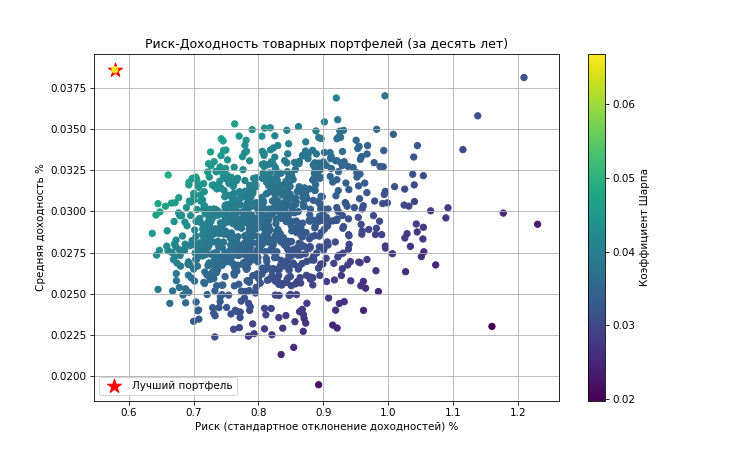 Риск-Доходность товарных портфелей (за десять лет)
0.0375
0.0350
0.0325
0.0300
0.0275
0.0250
0.0225
0.0200
Средняя доходность %
Лучший портфель
0.6 0.7 0.8 0.9 1.0 1.1 1.2
Риск (стандартное отклонение доходностей) %
0.06
0.05
0.04
0.03
0.02
Коэффициент Шарпа